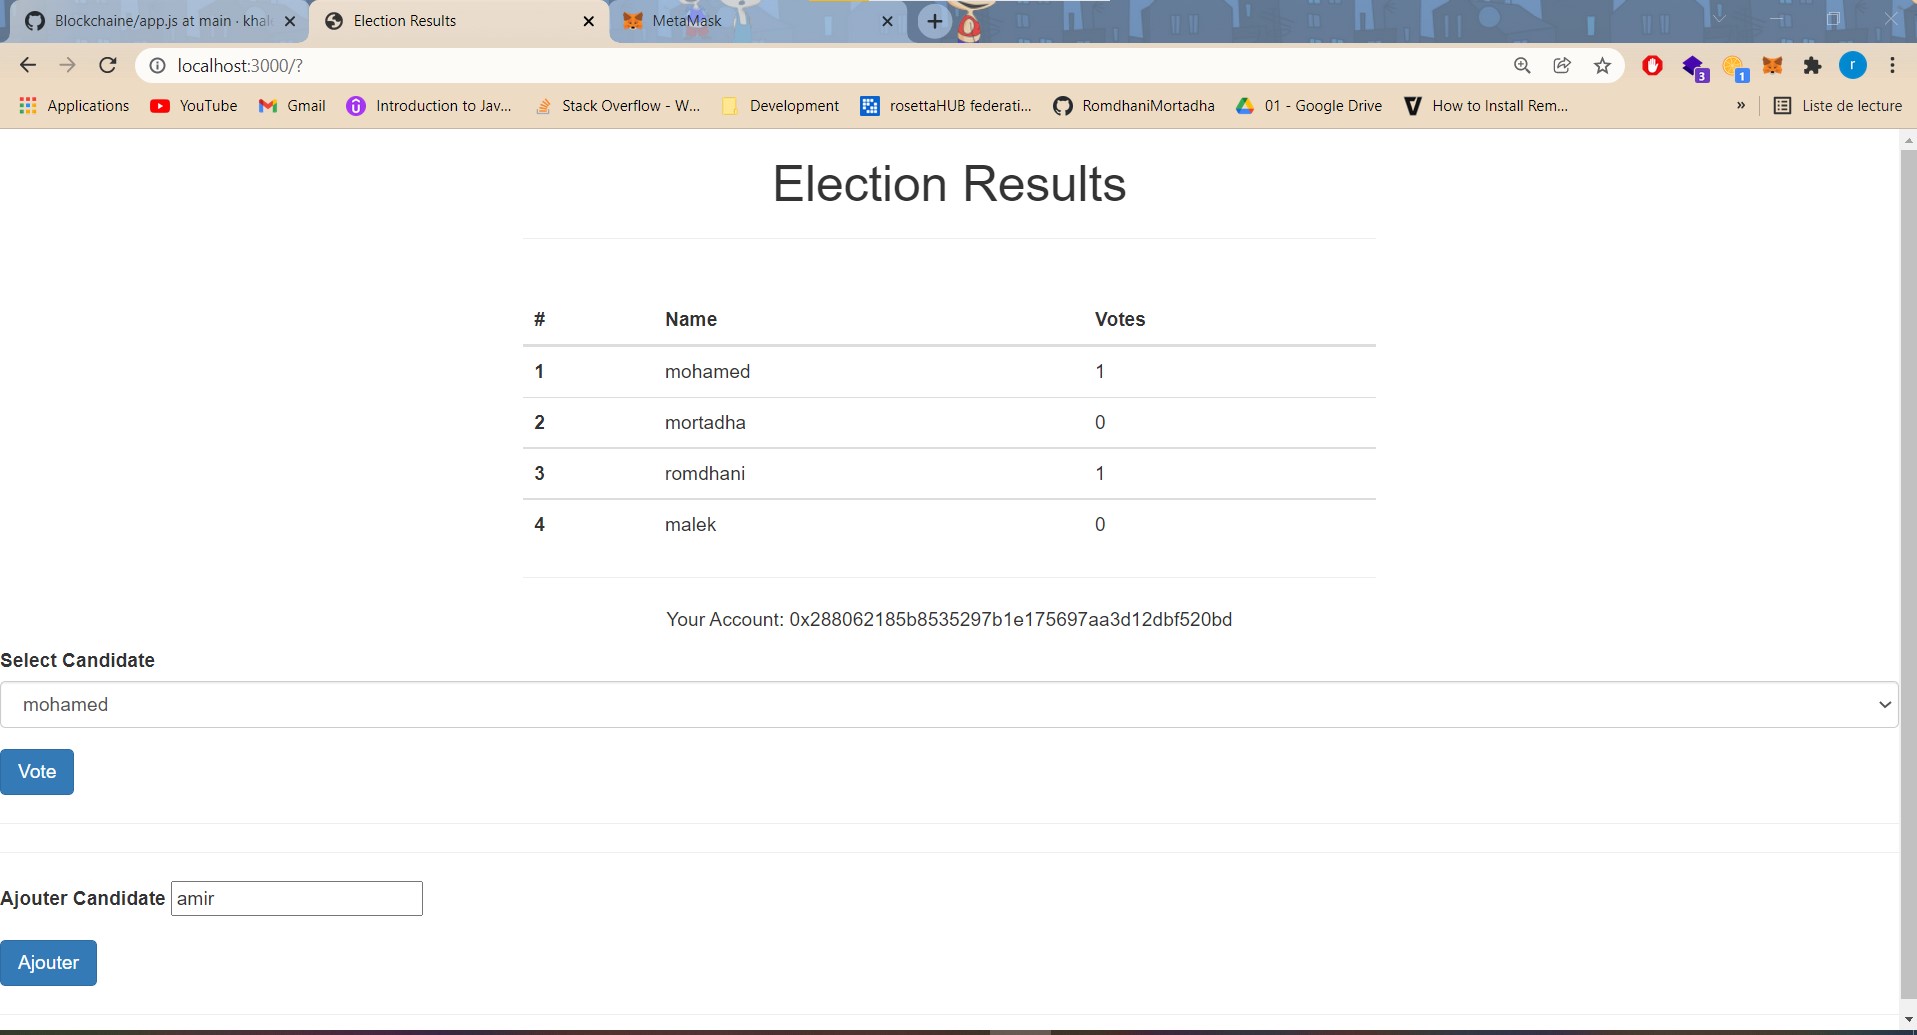 Blockchaine/app.js at main · khal
Election Results
MetaMask
localhost:3000/?
3
1
r
Applications
YouTube
Gmail
Introduction to Jav...
Stack Overflow - W...
Development
rosettaHUB federati...
RomdhaniMortadha
01 - Google Drive
How to Install Rem...
»
Liste de lecture
Election Results
# Name Votes
1 mohamed 1
2 mortadha 0
3 romdhani 1
4 malek 0
Your Account: 0x288062185b8535297b1e175697aa3d12dbf520bd
Select Candidate
mohamed
Vote
Ajouter Candidate amir
Ajouter